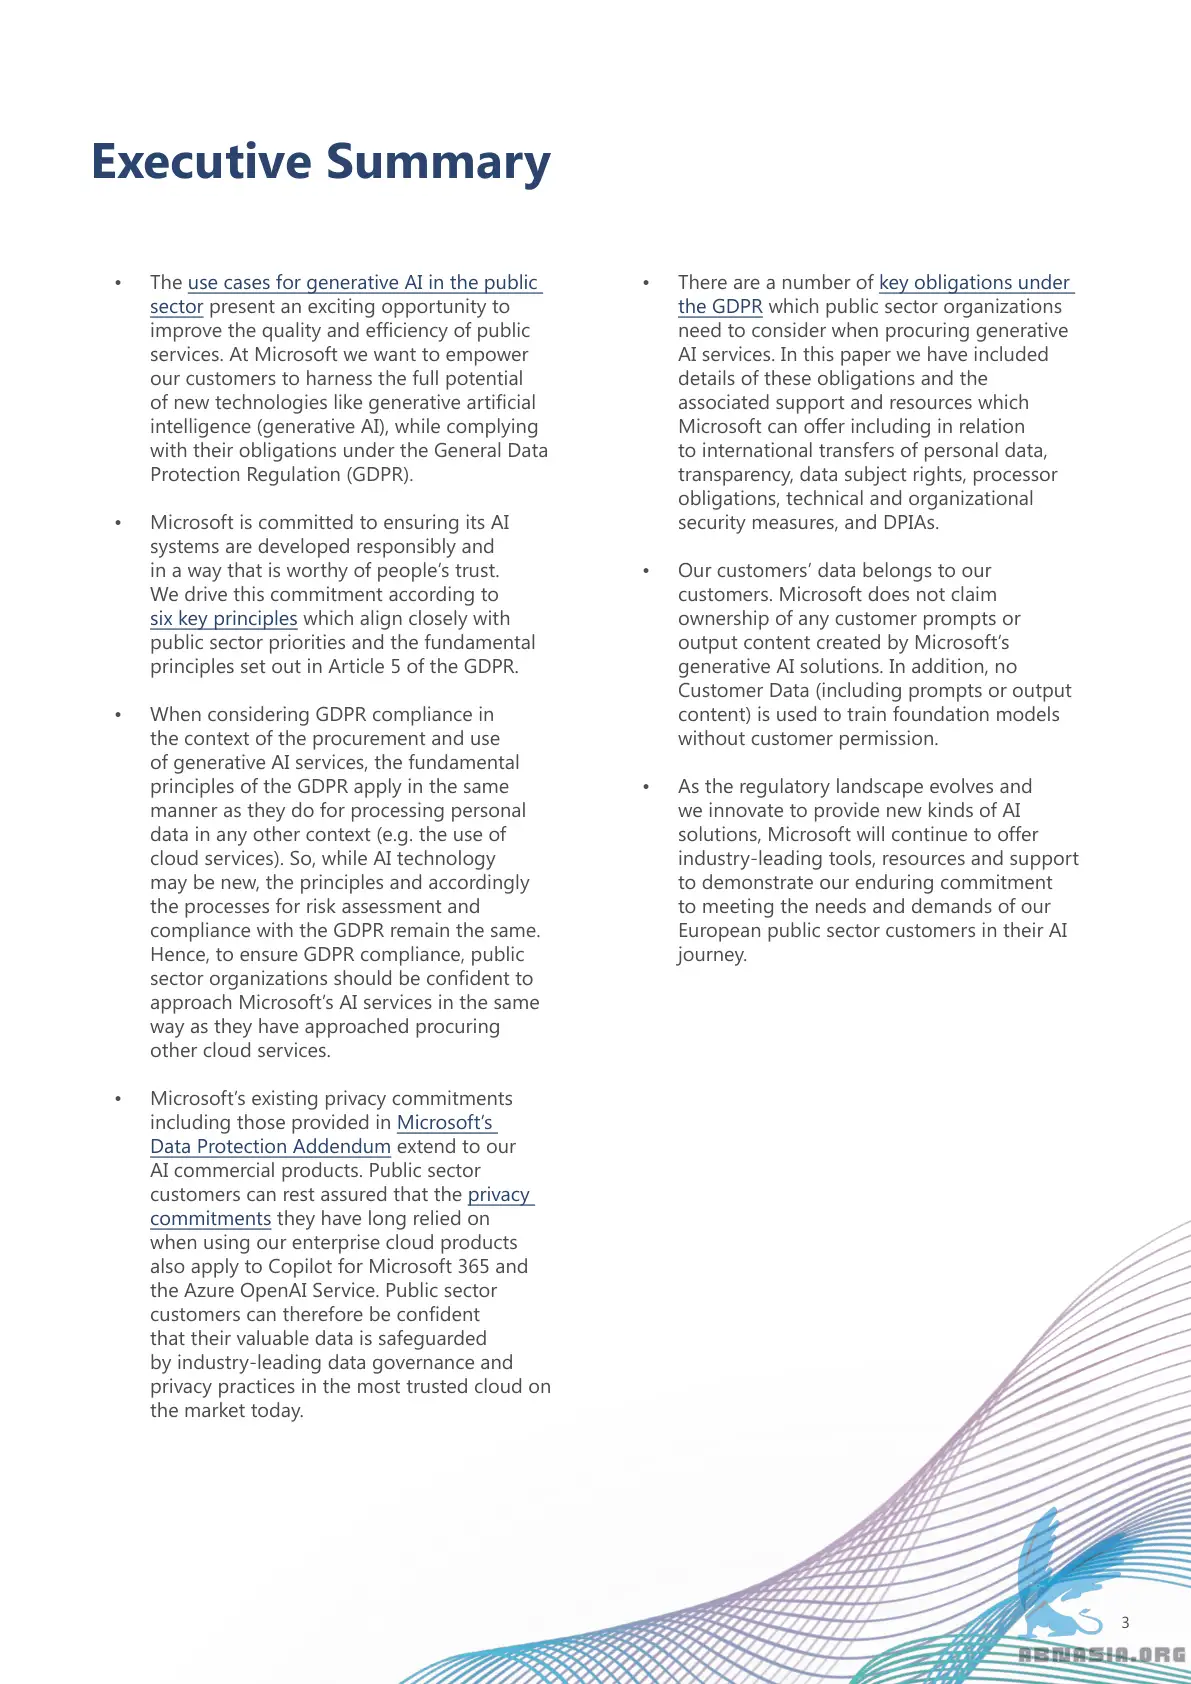 Executive Summary
• The use cases for generative AI in the public
sector present an exciting opportunity to
improve the quality and efficiency of public
services. At Microsoft we want to empower
our customers to harness the full potential
of new technologies like generative artificial
intelligence (generative AI), while complying
with their obligations under the General Data
Protection Regulation (GDPR).
• Microsoft is committed to ensuring its AI
systems are developed responsibly and
in a way that is worthy of people’s trust.
We drive this commitment according to
six key principles which align closely with
public sector priorities and the fundamental
principles set out in Article 5 of the GDPR.
• When considering GDPR compliance in
the context of the procurement and use
of generative AI services, the fundamental
principles of the GDPR apply in the same
manner as they do for processing personal
data in any other context (e.g. the use of
cloud services). So, while AI technology
may be new, the principles and accordingly
the processes for risk assessment and
compliance with the GDPR remain the same.
Hence, to ensure GDPR compliance, public
sector organizations should be confident to
approach Microsoft’s AI services in the same
way as they have approached procuring
other cloud services.
• Microsoft’s existing privacy commitments
including those provided in Microsoft’s
Data Protection Addendum extend to our
AI commercial products. Public sector
customers can rest assured that the privacy
commitments they have long relied on
when using our enterprise cloud products
also apply to Copilot for Microsoft 365 and
the Azure OpenAI Service. Public sector
customers can therefore be confident
that their valuable data is safeguarded
by industry-leading data governance and
privacy practices in the most trusted cloud on
the market today.
• There are a number of key obligations under
the GDPR which public sector organizations
need to consider when procuring generative
AI services. In this paper we have included
details of these obligations and the
associated support and resources which
Microsoft can offer including in relation
to international transfers of personal data,
transparency, data subject rights, processor
obligations, technical and organizational
security measures, and DPIAs.
• Our customers’ data belongs to our
customers. Microsoft does not claim
ownership of any customer prompts or
output content created by Microsoft’s
generative AI solutions. In addition, no
Customer Data (including prompts or output
content) is used to train foundation models
without customer permission.
• As the regulatory landscape evolves and
we innovate to provide new kinds of AI
solutions, Microsoft will continue to offer
industry-leading tools, resources and support
to demonstrate our enduring commitment
to meeting the needs and demands of our
European public sector customers in their AI
journey.
3
ABNASIA.ORG